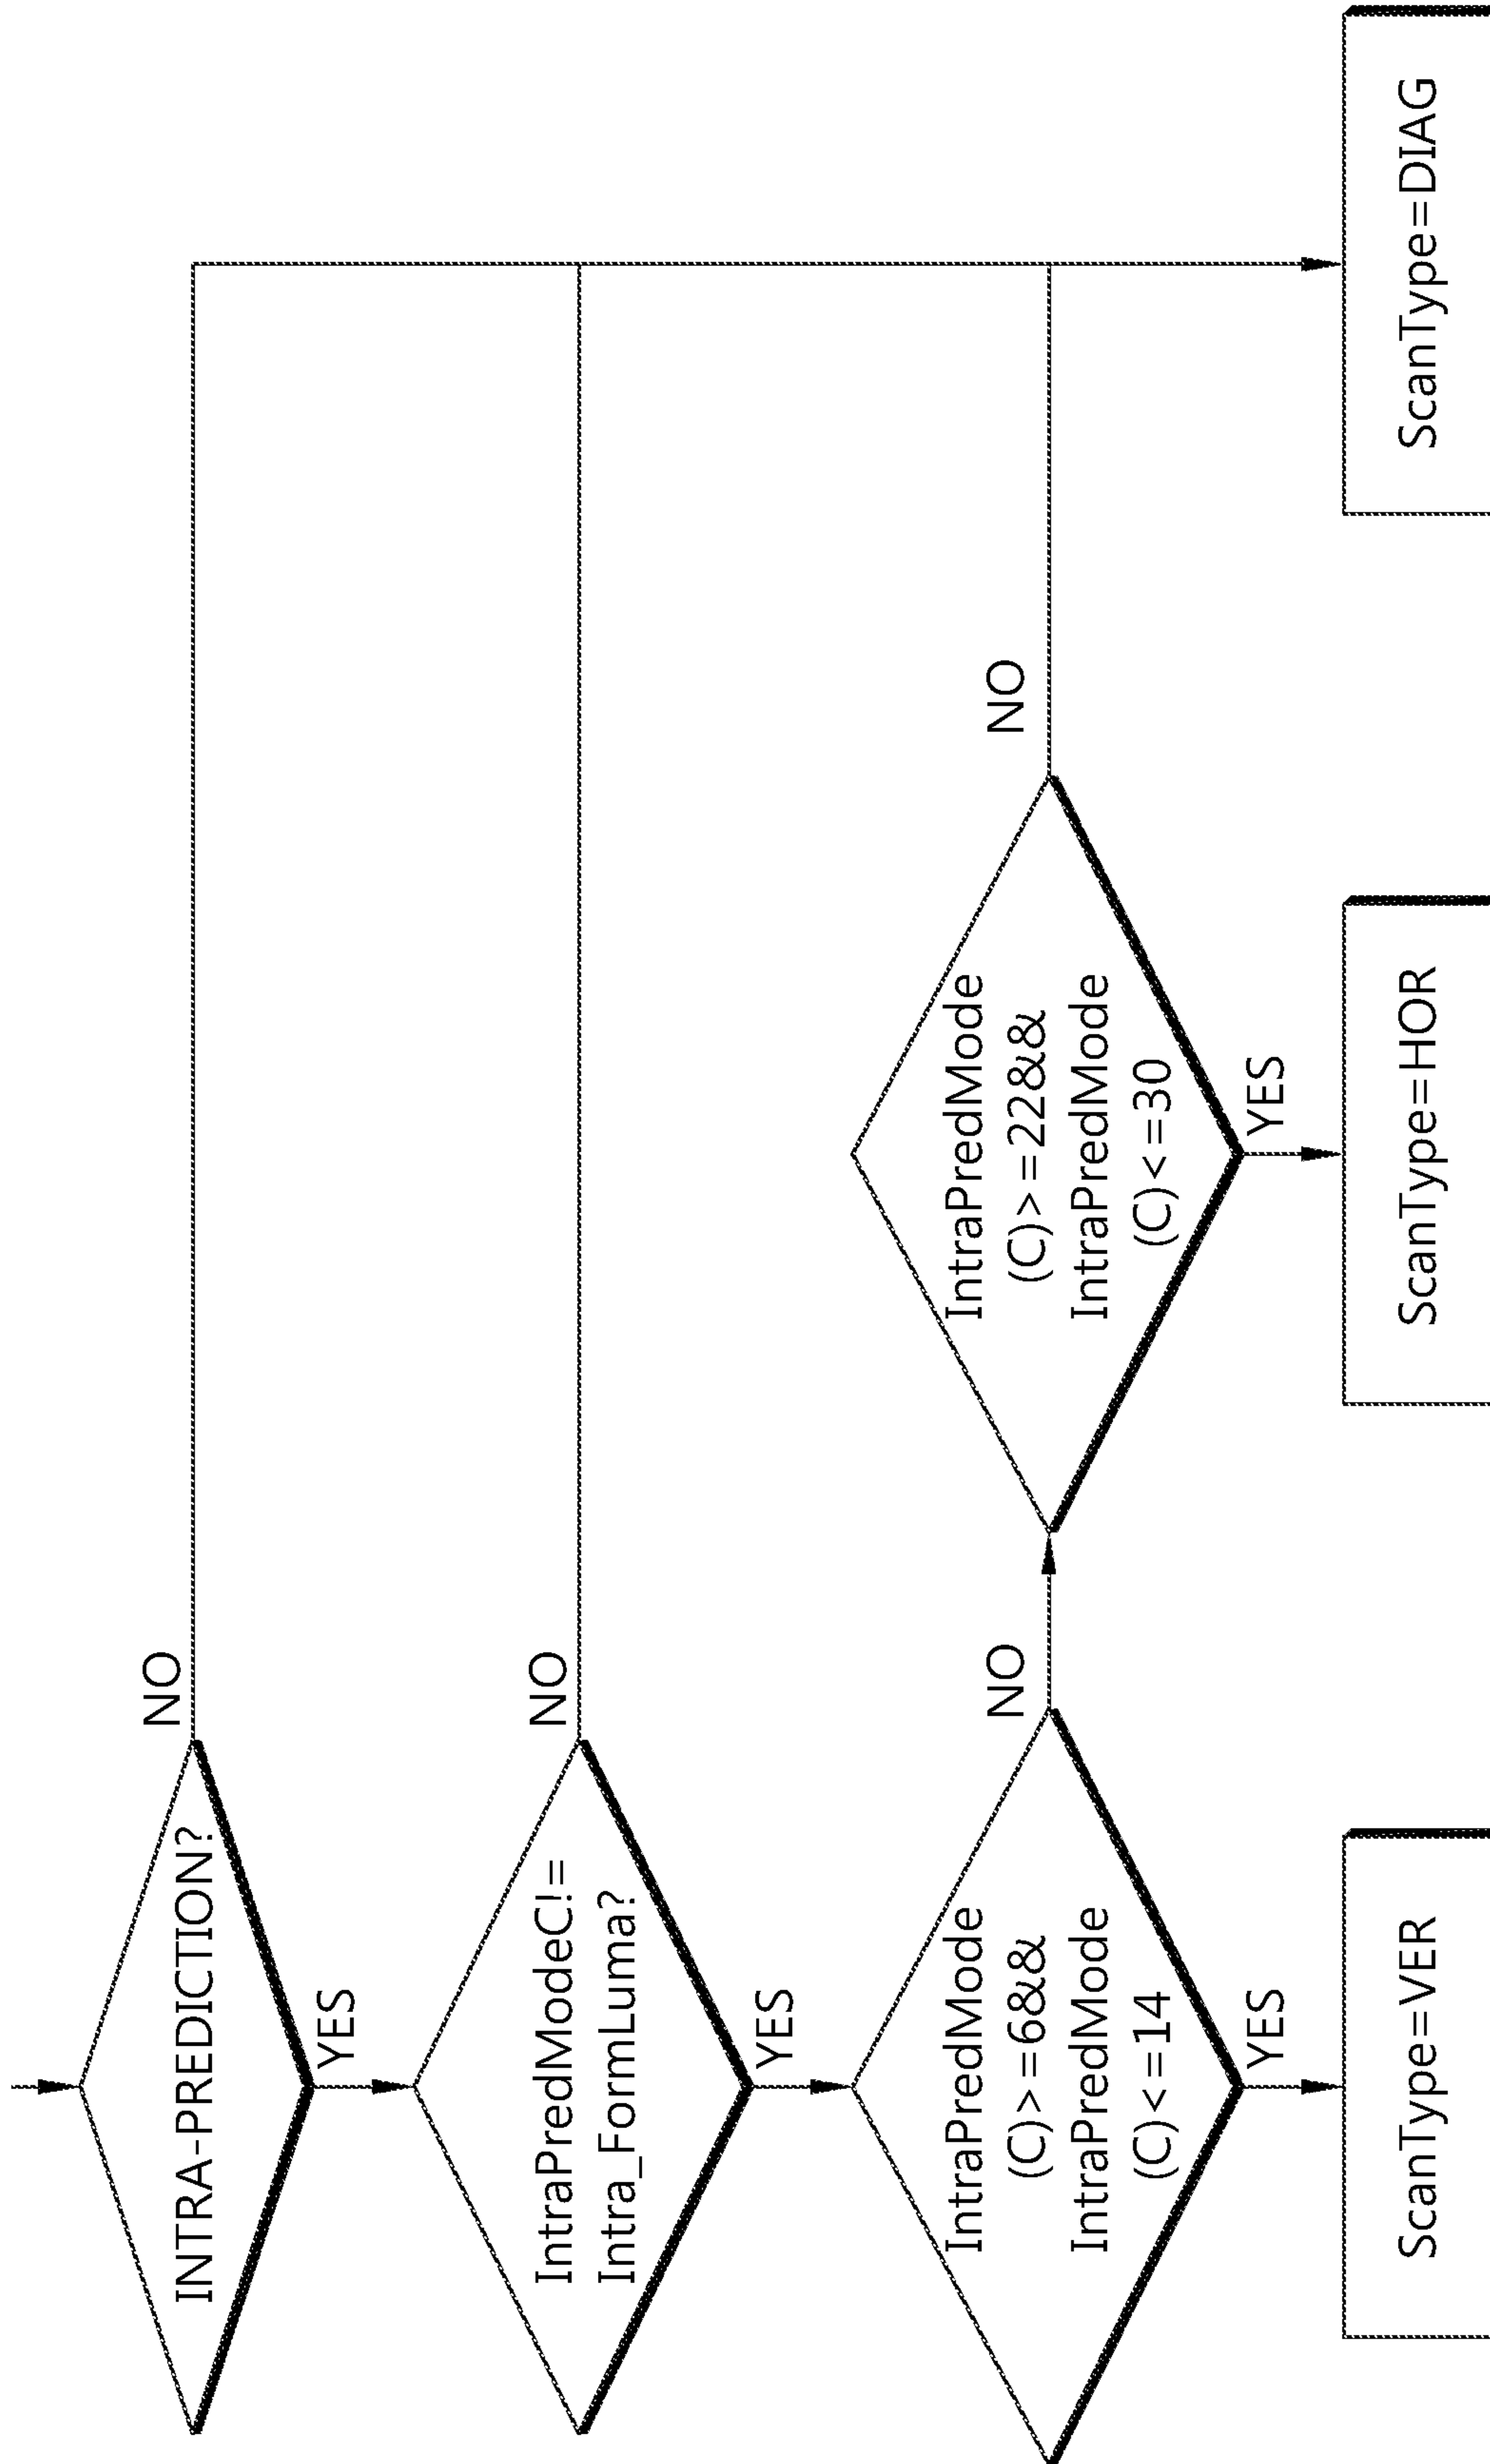 INTRA-PREDICTION?
NO
YES
IntraPredModeC!=
Intra_FormLuma?
NO
YES
IntraPredMode
(C)>=6&&
IntraPredMode
(C)<=14
NO
YES
IntraPredMode
(C)>=22&&
IntraPredMode
(C)<=30
NO
YES
ScanType=VER
ScanType=HOR
ScanType=DIAG